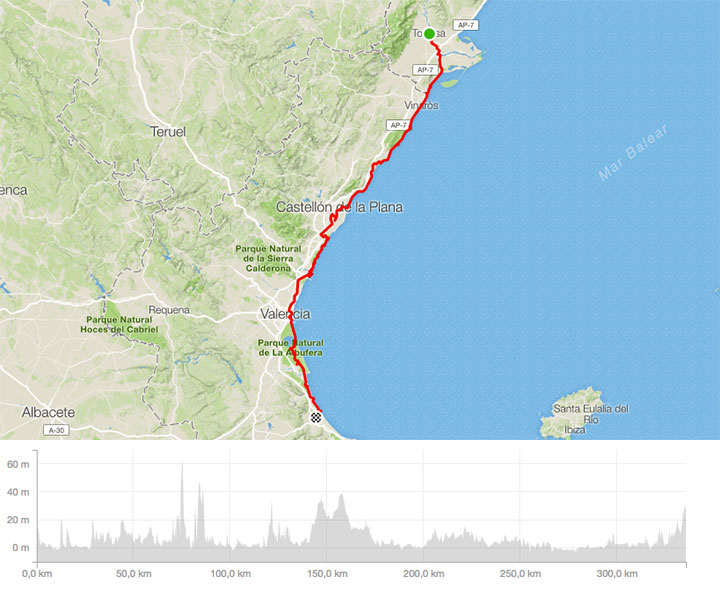 AP-7
To sa
AP-7
Vinaròs
AP-7
Teruel
Mar Balear
enca
Castellón de la Plana
Parque Natural
de la Sierra
Calderona
Requena
Valencia
Parque Natural
Hoces del Cabriel
Parque Natural
de La Albufera
Albacete
A-30
Santa Eulalia del
Río
Ibiza
60 m
40 m
20 m
0 m
0,0 km
50,0 km
100,0 km
150,0 km
200,0 km
250,0 km
300,0 km